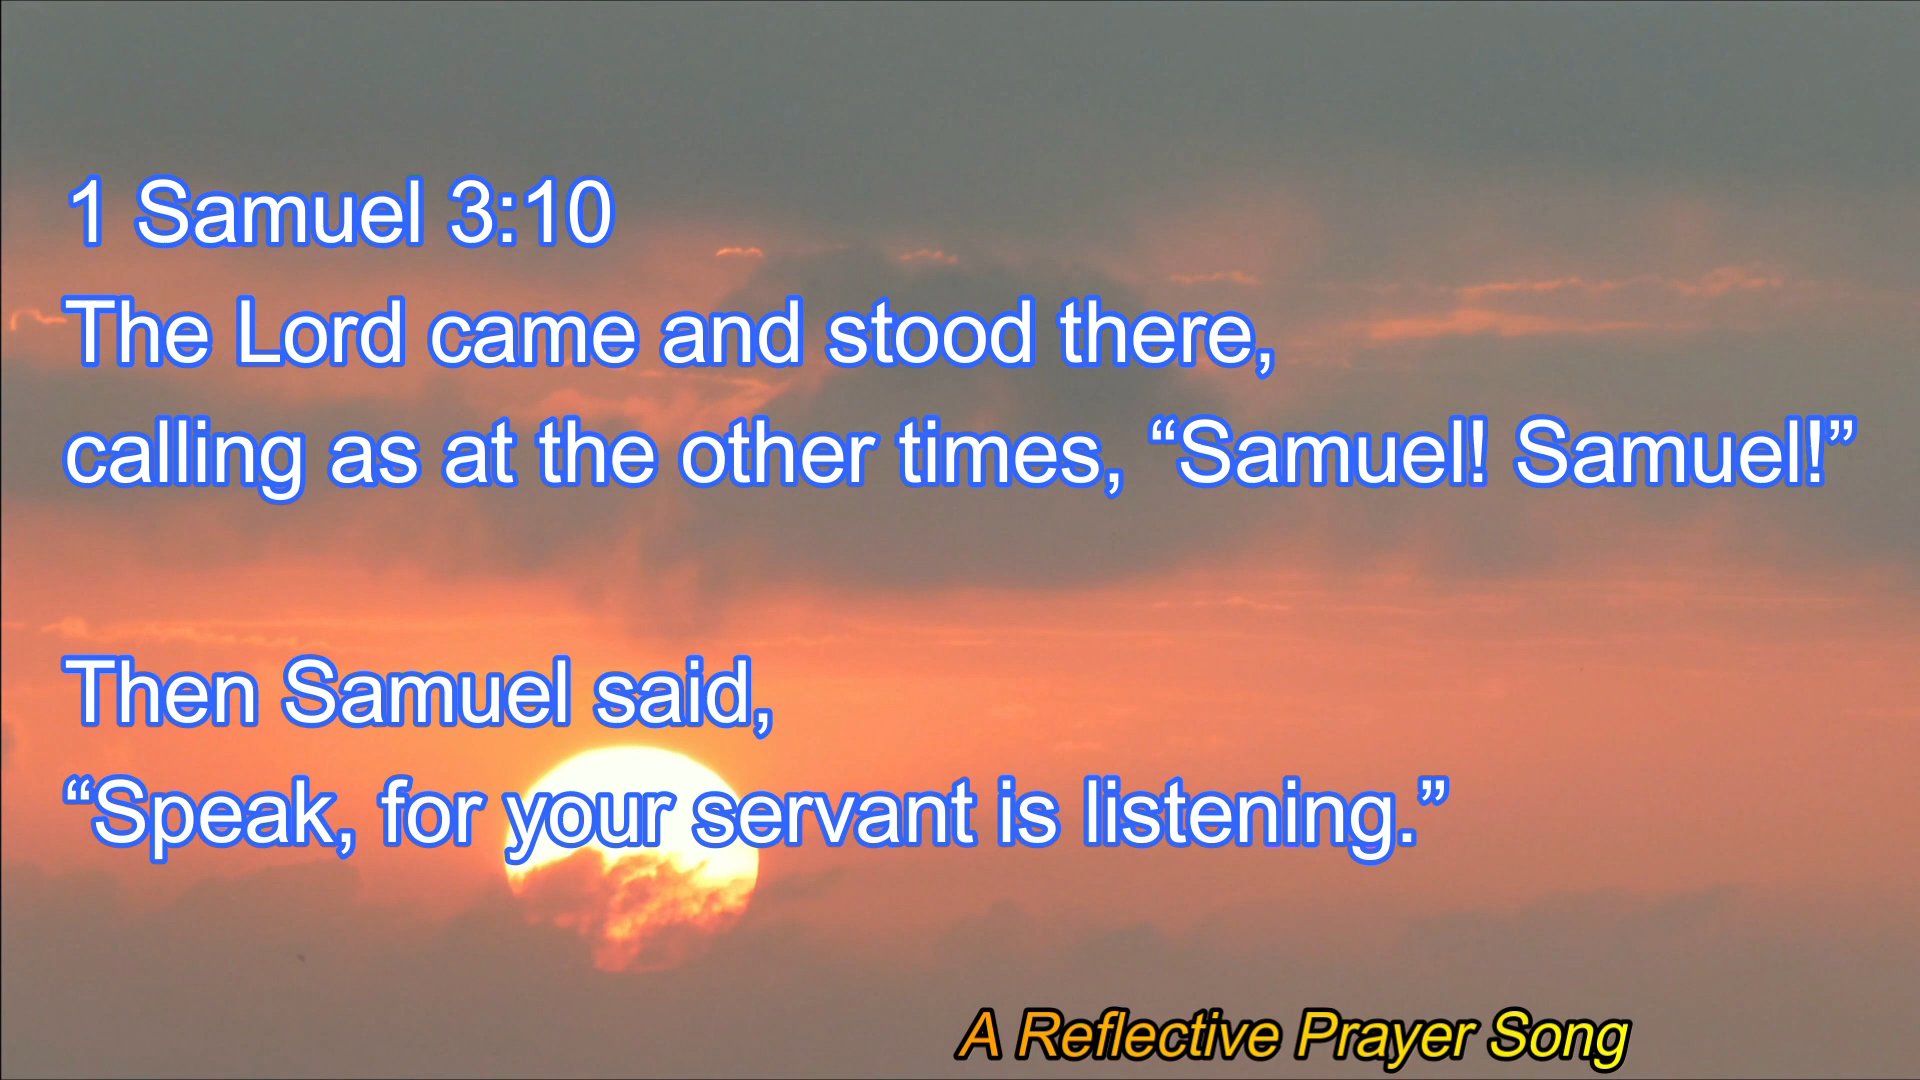 1 Samuel 3:10
The Lord came and stood there,
calling as at the other times, “Samuel! Samuel!”
Then Samuel said,
“Speak, for your servant is listening.”
A Reflective Prayer Song